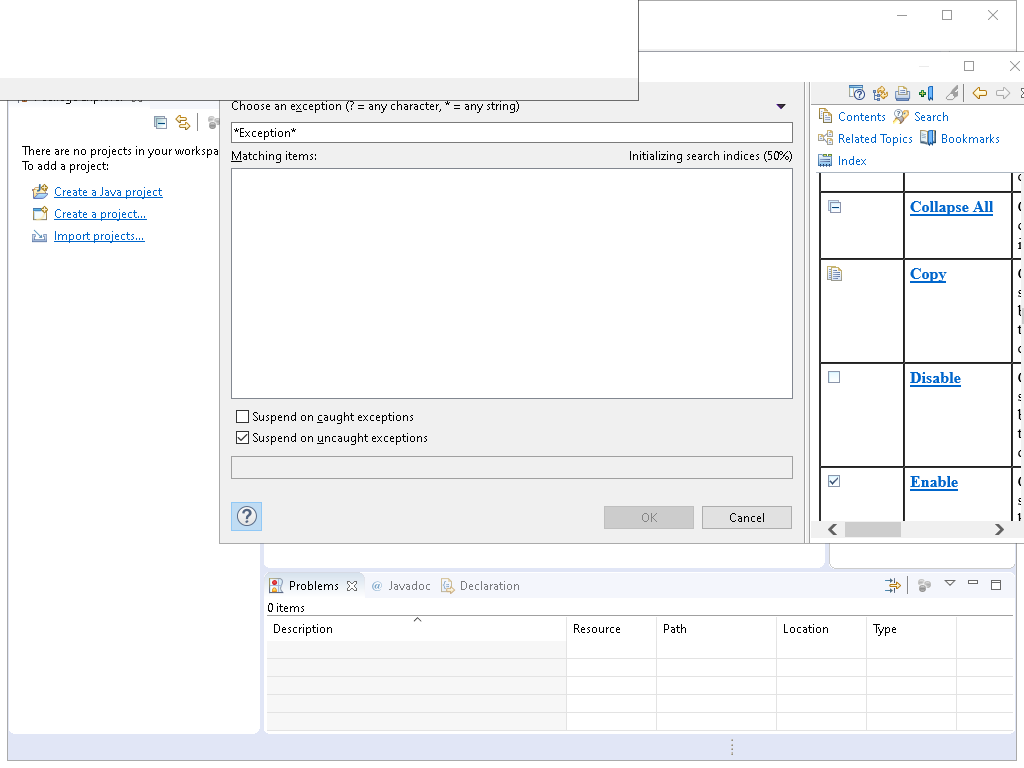 There are no projects in your workspa
To add a project:
Create a Java project
Create a project...
Import projects...
Choose an exception (? = any character, * = any string)
*Exception*
Matching items:
Initializing search indices (50%)
Suspend on caught exceptions
Suspend on uncaught exceptions
?
OK
Cancel
Contents
Search
Related Topics
Bookmarks
Index
Collapse All
Copy
Disable
Enable
Problems
@ Javadoc
Declaration
0 items
Description
Resource
Path
Location
Type